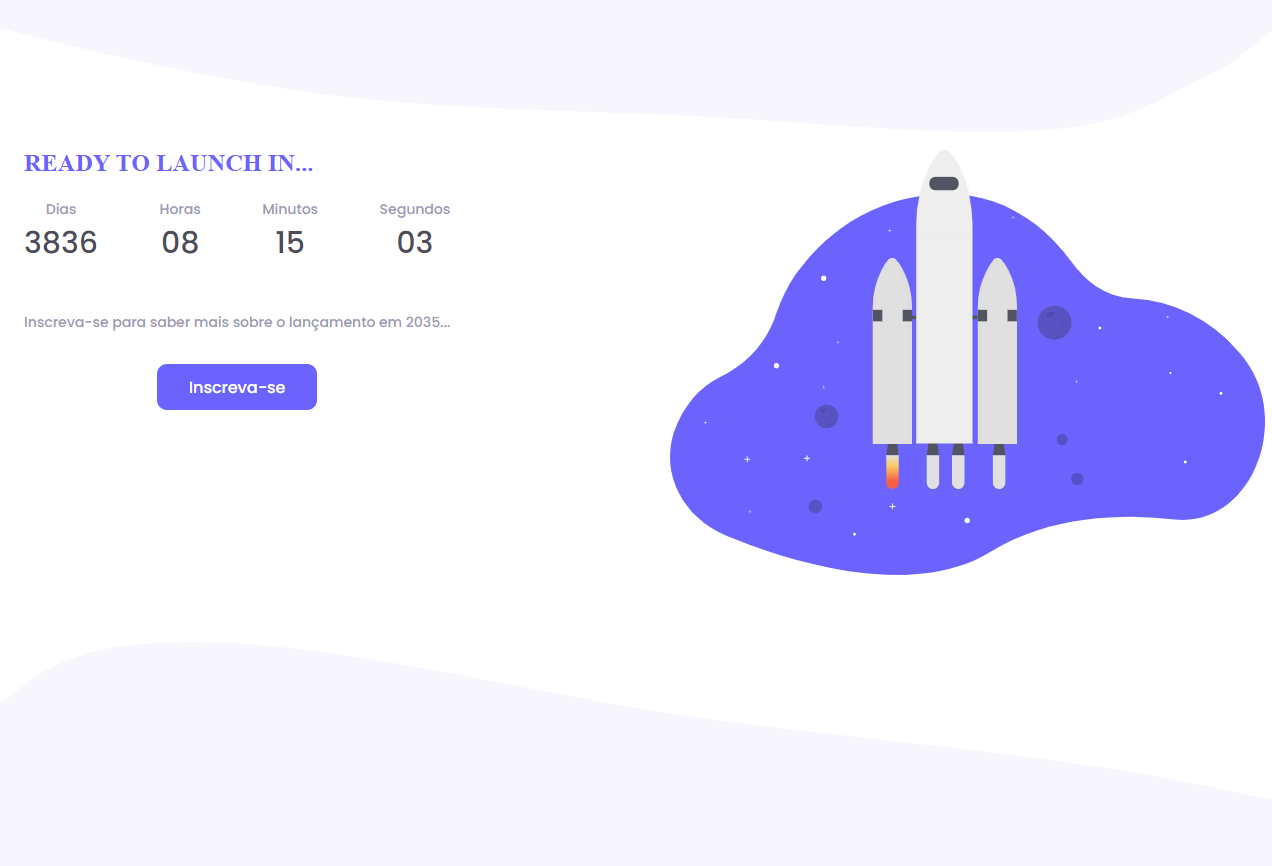 READY TO LAUNCH IN...
Dias Horas Minutos Segundos
3836 08 15 03
Inscreva-se para saber mais sobre o lançamento em 2035...
Inscreva-se